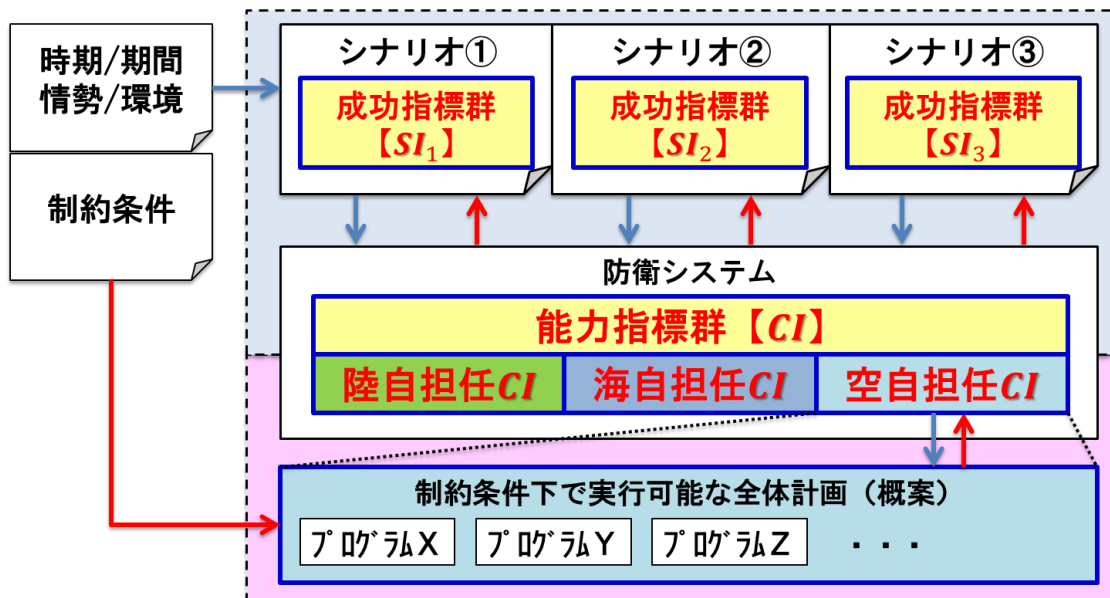 時期/期間
情勢/環境
制約条件
シナリオ①
成功指標群
【SI₁】
シナリオ②
成功指標群
【SI₂】
シナリオ③
成功指標群
【SI₃】
防衛システム
能力指標群【CI】
陸自担任CI
海自担任CI
空自担任CI
制約条件下で実行可能な全体計画（概案）
ﾌﾟﾛｸﾞﾗﾑX
ﾌﾟﾛｸﾞﾗﾑY
ﾌﾟﾛｸﾞﾗﾑZ
・・・